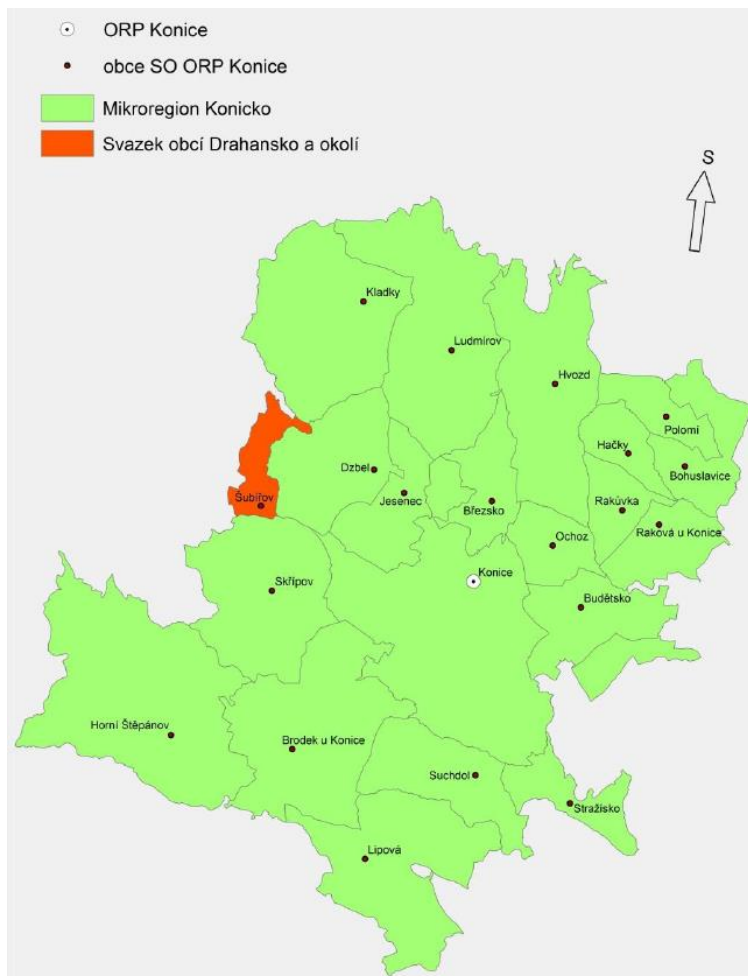 ORP Konice
obce SO ORP Konice
Mikroregion Konicko
Svazek obcí Drahansko a okolí
S
Kladky
Ludmírov
Hvozd
Polomí
Hačky
Bohuslavice
Dzbel
Jesenec
Březsko
Rakůvka
Šubířov
Raková u Konice
Ochoz
Konice
Skřípov
Budětsko
Horní Štěpánov
Brodek u Konice
Suchdol
Stražisko
Lipová